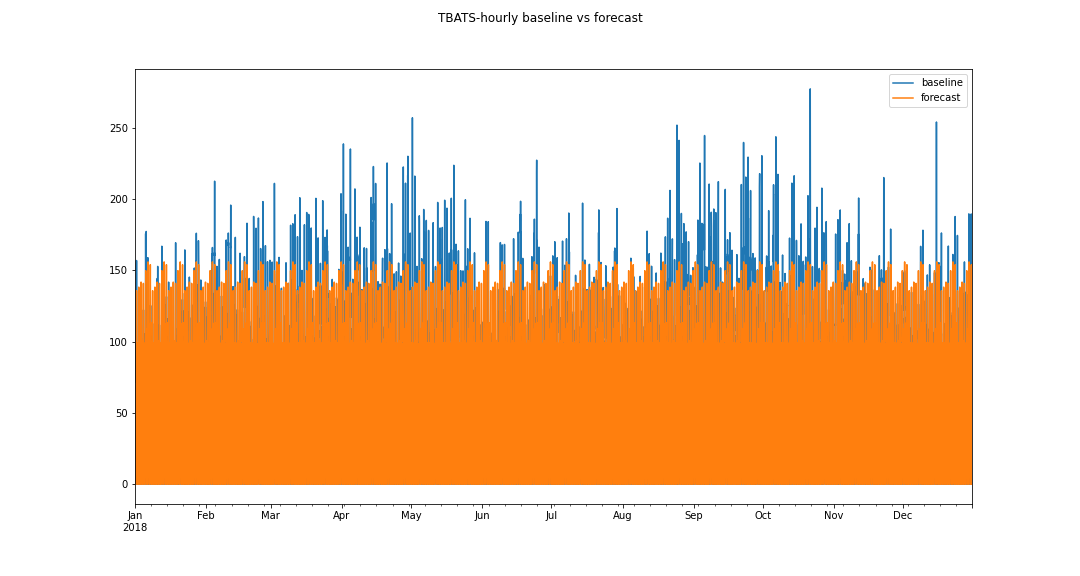 TBATS-hourly baseline vs forecast
baseline
forecast
250
200
150
100
50
0
Jan Feb Mar Apr May Jun Jul Aug Sep Oct Nov Dec
2018